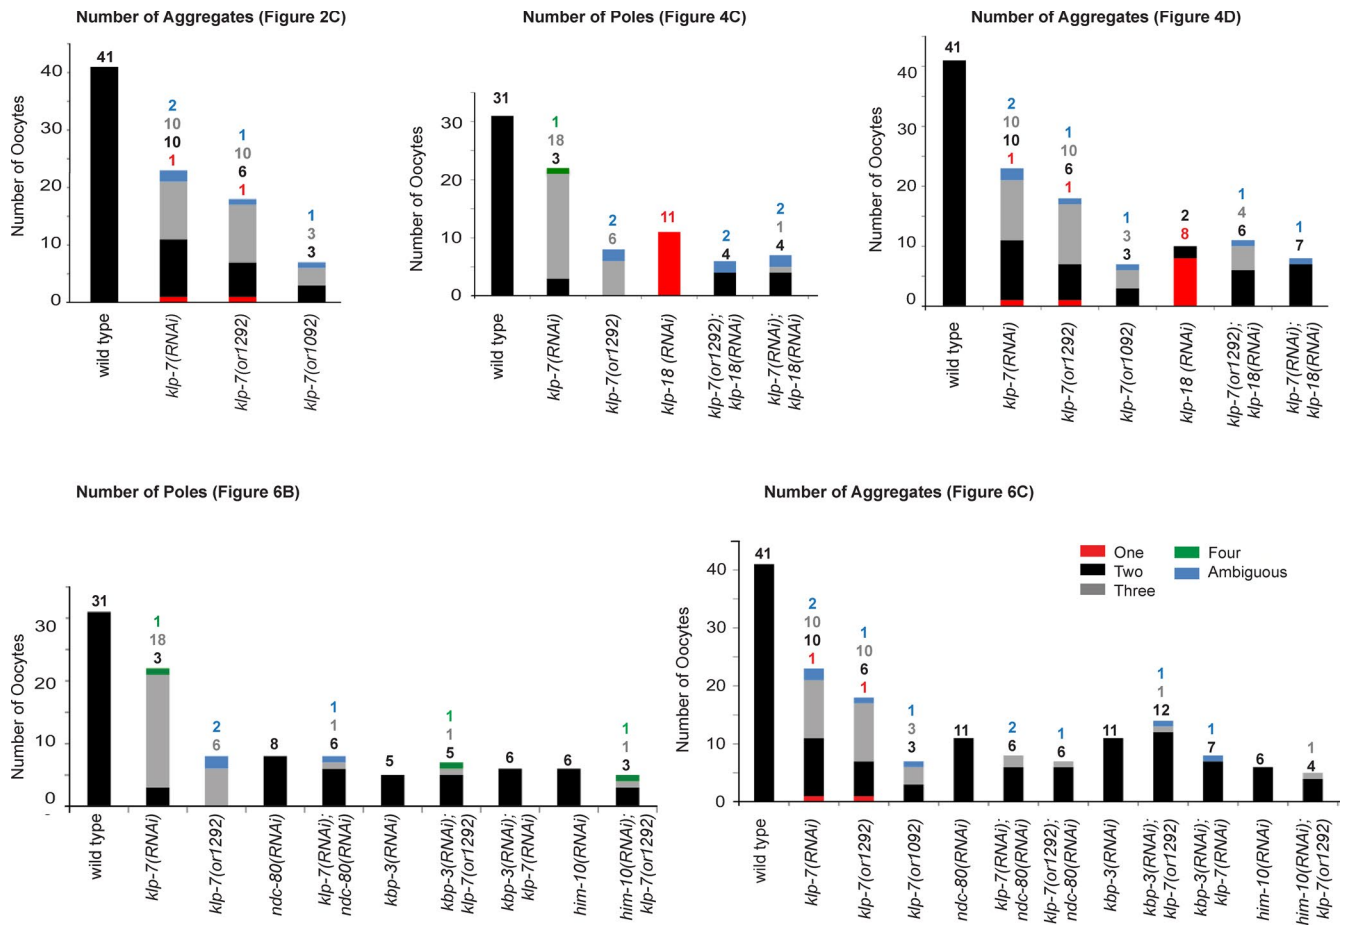 Number of Aggregates (Figure 2C)
Number of Oocytes
40
30
20
10
0
41
2
10
10
1
1
10
6
1
1
3
3
wild type
klp-7(RNAi)
klp-7(or1292)
klp-7(or1092)
Number of Poles (Figure 4C)
Number of Oocytes
30
20
10
0
31
1
18
3
2
6
11
2
4
2
1
4
wild type
klp-7(RNAi)
klp-7(or1292)
klp-18 (RNAi)
klp-7(or1292);
klp-18(RNAi)
klp-7(RNAi);
klp-18(RNAi)
Number of Aggregates (Figure 4D)
Number of Oocytes
40
30
20
10
0
41
2
10
10
1
1
10
6
1
1
3
3
2
8
1
4
6
1
7
wild type
klp-7(RNAi)
klp-7(or1292)
klp-7(or1092)
klp-18 (RNAi)
klp-7(or1292);
klp-18(RNAi)
klp-7(RNAi);
klp-18(RNAi)
Number of Poles (Figure 6B)
Number of Oocytes
30
20
10
0
31
1
18
3
2
6
8
1
1
6
5
1
1
5
6
6
1
1
3
wild type
klp-7(RNAi)
klp-7(or1292)
ndc-80(RNAi)
klp-7(RNAi);
ndc-80(RNAi)
kbp-3(RNAi)
kbp-3(RNAi);
klp-7(or1292)
kbp-3(RNAi);
klp-7(RNAi)
him-10(RNAi)
him-10(RNAi);
klp-7(or1292)
Number of Aggregates (Figure 6C)
Number of Oocytes
40
30
20
10
0
41
2
10
10
1
1
10
6
1
1
3
3
11
2
6
1
6
11
1
1
12
1
7
6
1
4
wild type
klp-7(RNAi)
klp-7(or1292)
klp-7(or1092)
ndc-80(RNAi)
klp-7(RNAi);
ndc-80(RNAi)
klp-7(or1292);
ndc-80(RNAi)
kbp-3(RNAi)
kbp-3(RNAi);
klp-7(or1292)
kbp-3(RNAi);
klp-7(RNAi)
him-10(RNAi)
him-10(RNAi);
klp-7(or1292)
One
Two
Three
Four
Ambiguous